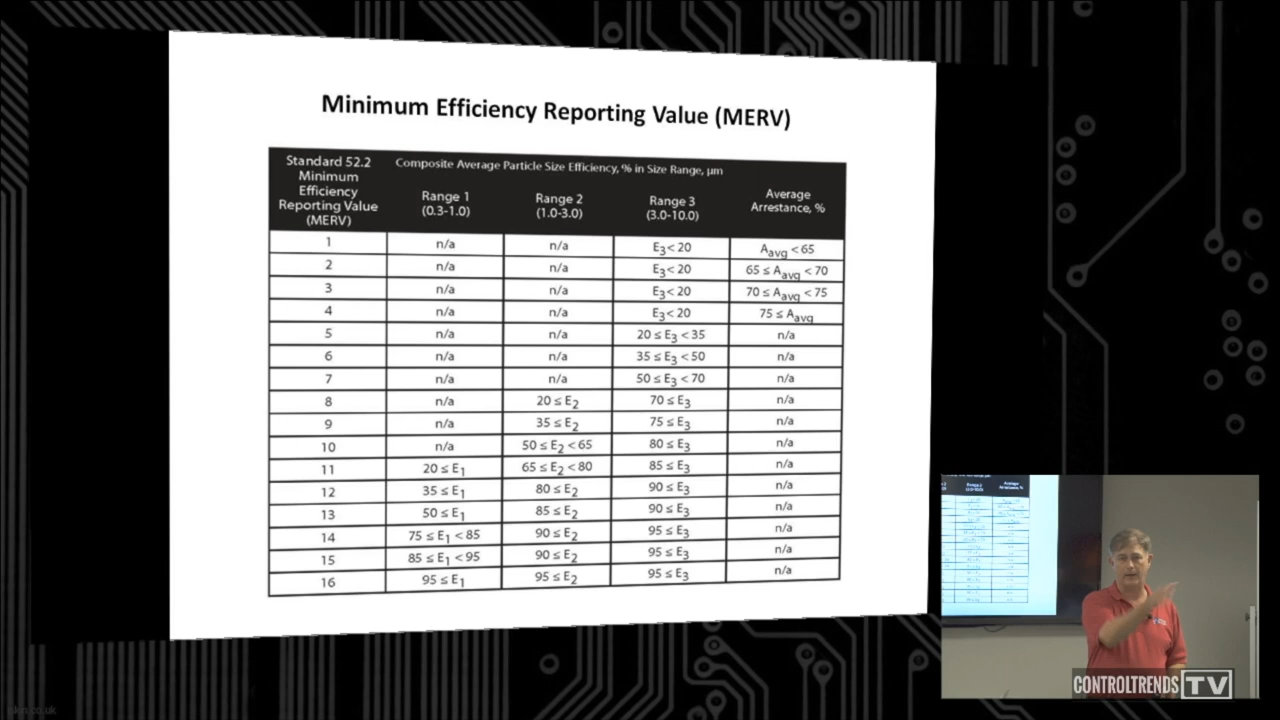 Minimum Efficiency Reporting Value (MERV)
Standard 52.2 Minimum Efficiency Reporting Value (MERV)
Composite Average Particle Size Efficiency, % in Size Range, µm
Range 1 (0.3-1.0)
Range 2 (1.0-3.0)
Range 3 (3.0-10.0)
Average Arrestance, %
1 n/a n/a E3< 20 Aavg < 65
2 n/a n/a E3< 20 65 ≤ Aavg < 70
3 n/a n/a E3< 20 70 ≤ Aavg < 75
4 n/a n/a E3< 20 75 ≤ Aavg
5 n/a n/a 20 ≤ E3 < 35 n/a
6 n/a n/a 35 ≤ E3 < 50 n/a
7 n/a n/a 50 ≤ E3 < 70 n/a
8 n/a 20 ≤ E2 70 ≤ E3 n/a
9 n/a 35 ≤ E2 75 ≤ E3 n/a
10 n/a 50 ≤ E2 < 65 80 ≤ E3 n/a
11 20 ≤ E1 65 ≤ E2 < 80 85 ≤ E3 n/a
12 35 ≤ E1 80 ≤ E2 90 ≤ E3 n/a
13 50 ≤ E1 85 ≤ E2 90 ≤ E3 n/a
14 75 ≤ E1 < 85 90 ≤ E2 95 ≤ E3 n/a
15 85 ≤ E1 < 95 90 ≤ E2 95 ≤ E3 n/a
16 95 ≤ E1 95 ≤ E2 95 ≤ E3 n/a
CONTROLTRENDS TV